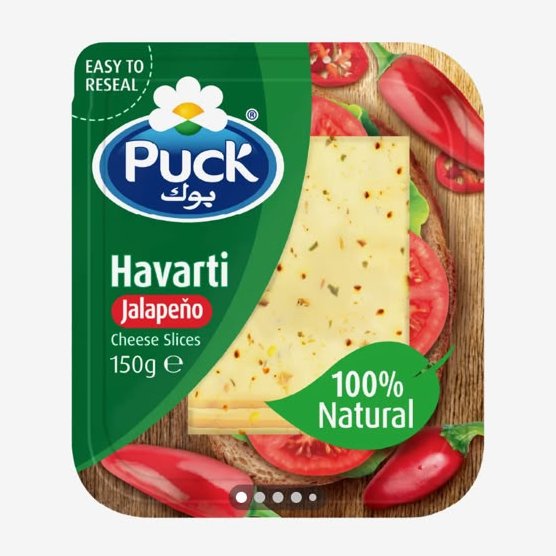 EASY TO
RESEAL
®
Puck
بوك
Havarti
Jalapeño
Cheese Slices
150g ℮
100%
Natural